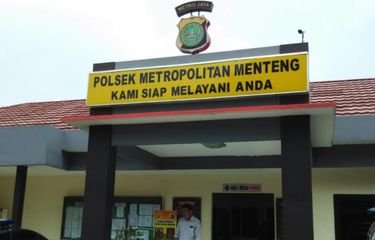 METRO JAYA
POLSEK METROPOLITAN MENTENG
KAMI SIAP MELAYANI ANDA